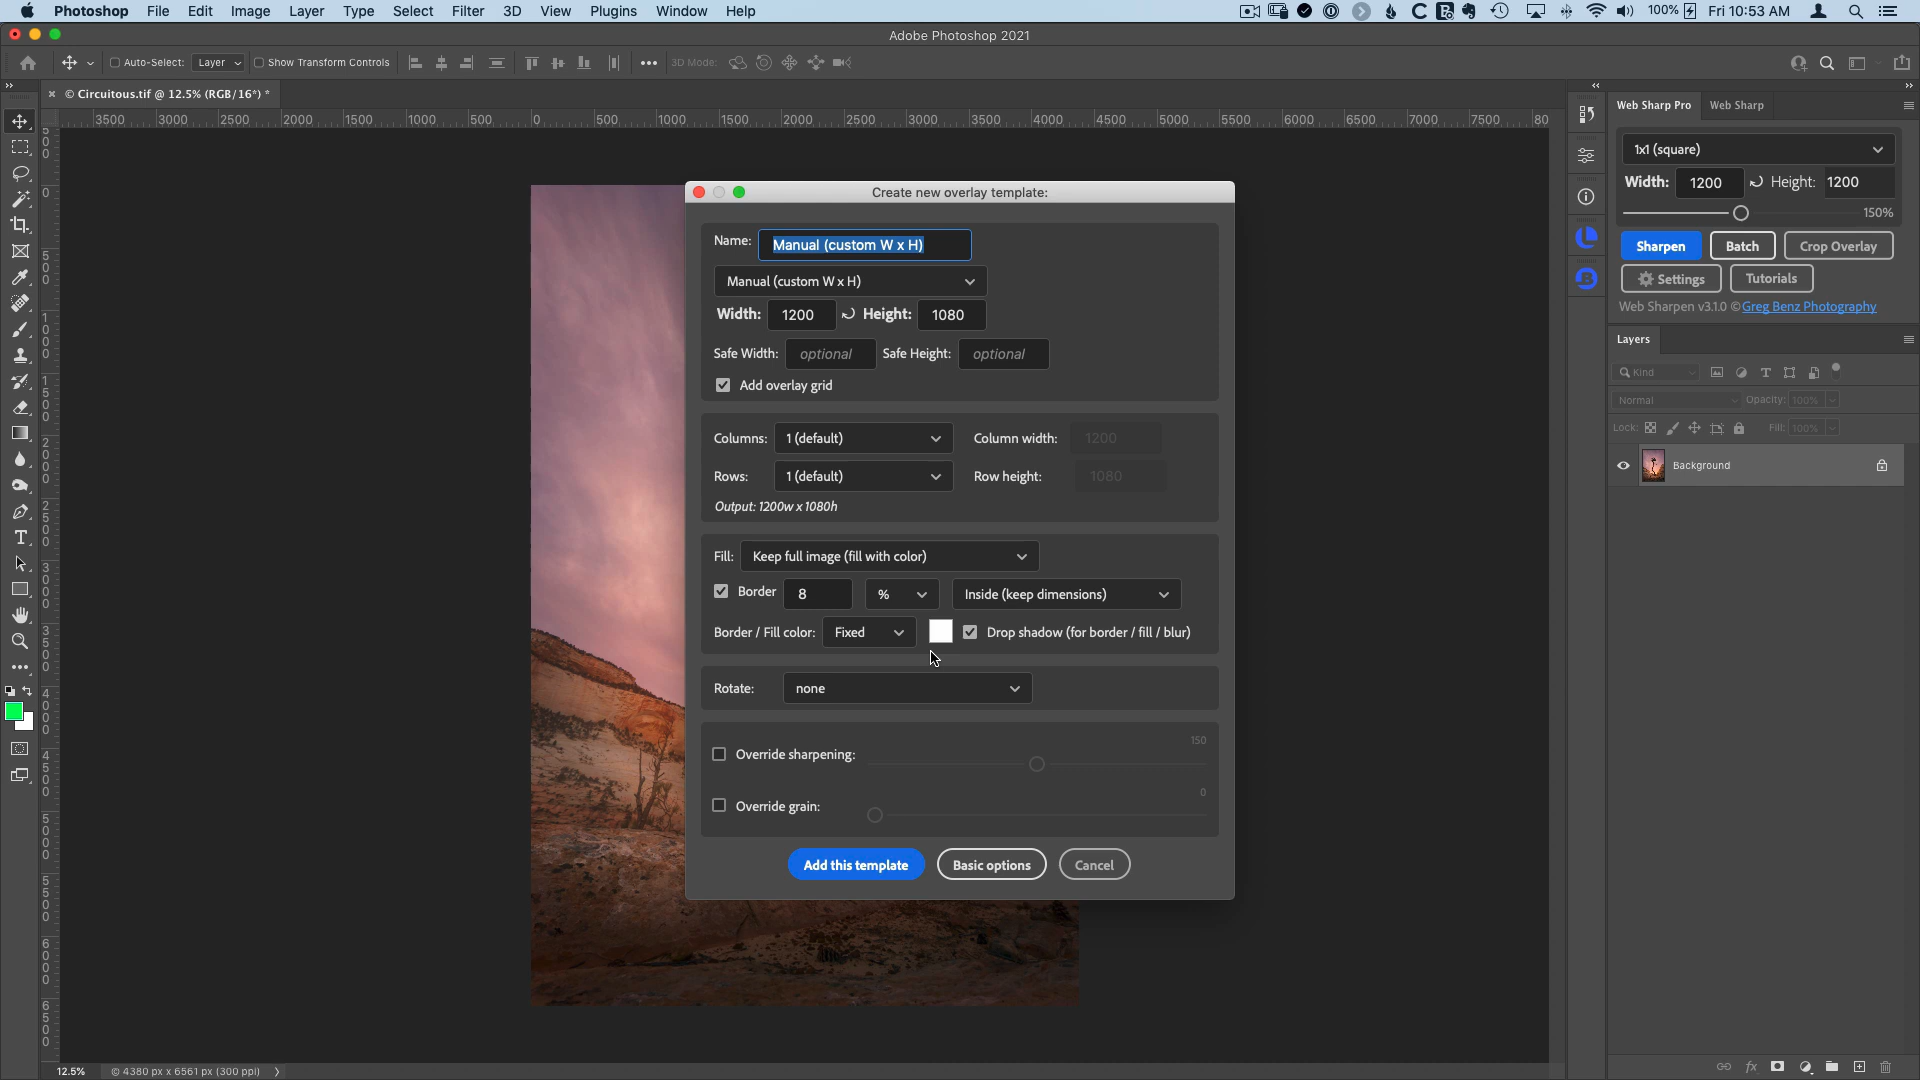 Photoshop File Edit Image Layer Type Select Filter 3D View Plugins Window Help 100% Fri 10:53 AM
Adobe Photoshop 2021
Auto-Select: Layer Show Transform Controls 3D Mode:
× © Circuitous.tif @ 12.5% (RGB/16*) *
3500 3000 2500 2000 1500 1000 500 0 500 1000 1500 2000 2500 3000 3500 4000 4500 5000 5500 6000 6500 7000 7500 80
Create new overlay template:
Name: Manual (custom W x H)
Manual (custom W x H)
Width: 1200 Height: 1080
Safe Width: optional Safe Height: optional
Add overlay grid
Columns: 1 (default) Column width: 1200
Rows: 1 (default) Row height: 1080
Output: 1200w x 1080h
Fill: Keep full image (fill with color)
Border 8 % Inside (keep dimensions)
Border / Fill color: Fixed Drop shadow (for border / fill / blur)
Rotate: none
150
Override sharpening:
0
Override grain:
Add this template Basic options Cancel
Web Sharp Pro Web Sharp
1x1 (square)
Width: 1200 Height: 1200
150%
Sharpen Batch Crop Overlay
Settings Tutorials
Web Sharpen v3.1.0 ©Greg Benz Photography
Layers
Kind
Normal Opacity: 100%
Lock: Fill: 100%
Background
fx
12.5% © 4380 px x 6561 px (300 ppi)